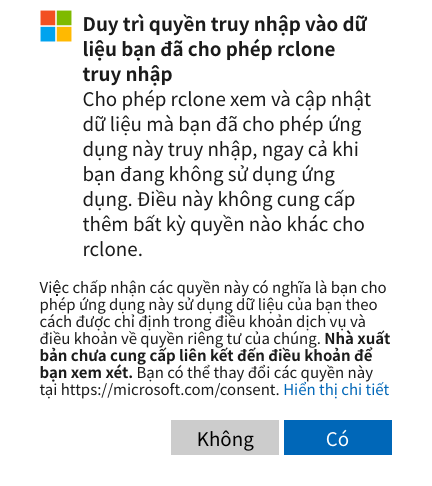 Duy trì quyền truy nhập vào dữ
liệu bạn đã cho phép rclone
truy nhập
Cho phép rclone xem và cập nhật
dữ liệu mà bạn đã cho phép ứng
dụng này truy nhập, ngay cả khi
bạn đang không sử dụng ứng
dụng. Điều này không cung cấp
thêm bất kỳ quyền nào khác cho
rclone.
Việc chấp nhận các quyền này có nghĩa là bạn cho
phép ứng dụng này sử dụng dữ liệu của bạn theo
cách được chỉ định trong điều khoản dịch vụ và
điều khoản về quyền riêng tư của chúng. Nhà xuất
bản chưa cung cấp liên kết đến điều khoản để
bạn xem xét. Bạn có thể thay đổi các quyền này
tại https://microsoft.com/consent. Hiển thị chi tiết
Không
Có